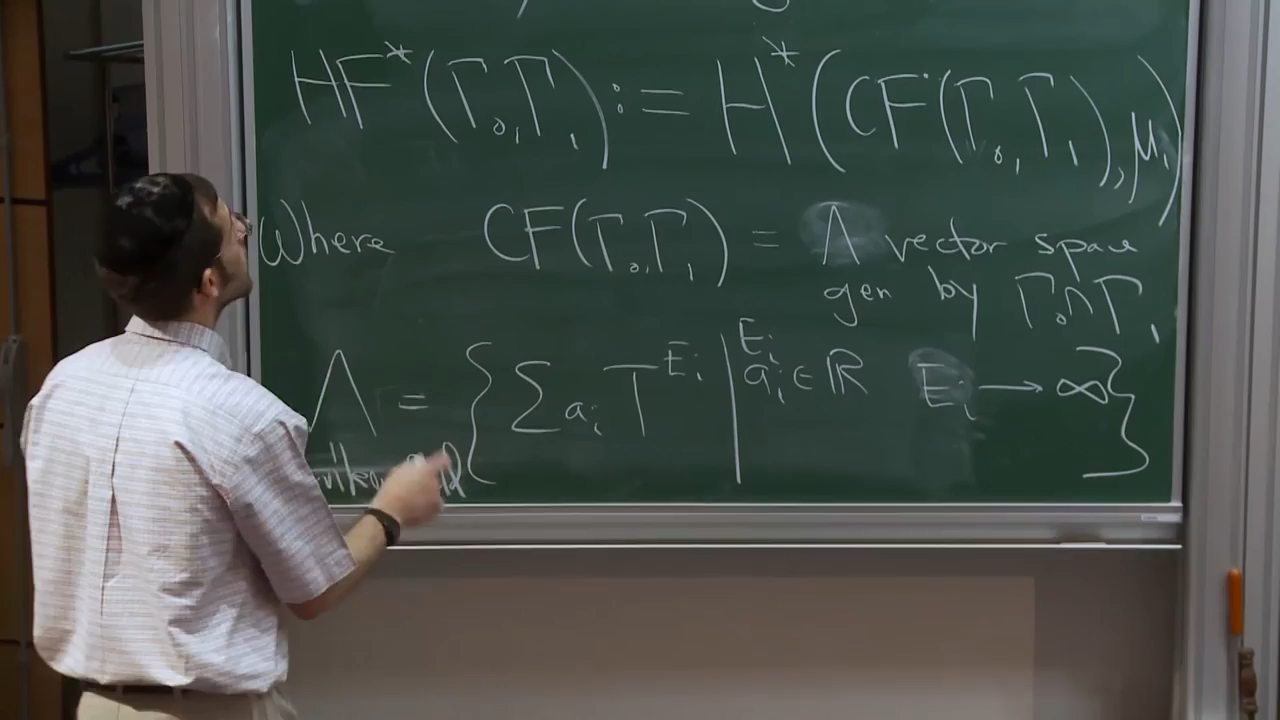 HF*(Γ₀,Γ₁) := H*(CF(Γ₀,Γ₁), μ₁)
Where CF(Γ₀,Γ₁) = Λ vector space
gen by Γ₀∩Γ₁
Λ = { Σ aᵢ T^{Eᵢ} | Eᵢ, aᵢ ∈ ℝ Eᵢ → ∞ }